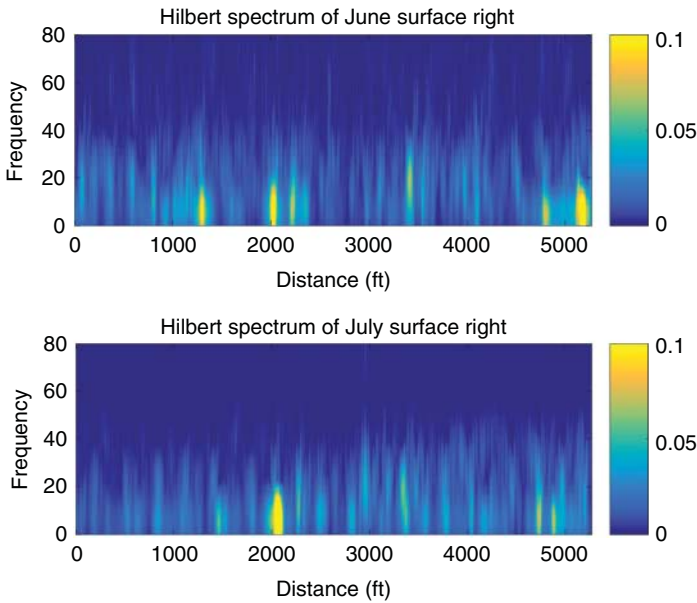 Hilbert spectrum of June surface right
80
60
40
20
0
Frequency
0 1000 2000 3000 4000 5000
Distance (ft)
0.1
0.05
0
Hilbert spectrum of July surface right
80
60
40
20
0
Frequency
0 1000 2000 3000 4000 5000
Distance (ft)
0.1
0.05
0